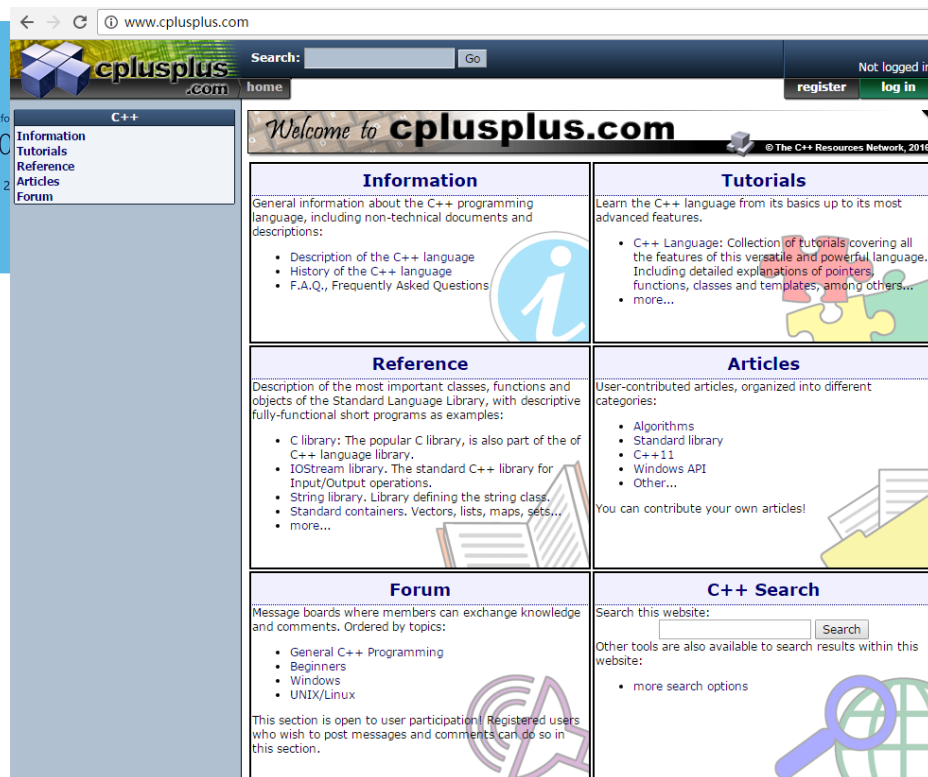 www.cplusplus.com
cplusplus
.com
Search:
Go
Not logged in
home
register
log in
C++
Information
Tutorials
Reference
Articles
Forum
Welcome to cplusplus.com
© The C++ Resources Network, 2016
Information
General information about the C++ programming
language, including non-technical documents and
descriptions:
Description of the C++ language
History of the C++ language
F.A.Q., Frequently Asked Questions
Tutorials
Learn the C++ language from its basics up to its most
advanced features.
C++ Language: Collection of tutorials covering all
the features of this versatile and powerful language.
Including detailed explanations of pointers,
functions, classes and templates, among others...
more...
Reference
Description of the most important classes, functions and
objects of the Standard Language Library, with descriptive
fully-functional short programs as examples:
C library: The popular C library, is also part of the of
C++ language library.
IOStream library. The standard C++ library for
Input/Output operations.
String library. Library defining the string class.
Standard containers. Vectors, lists, maps, sets...
more...
Articles
User-contributed articles, organized into different
categories:
Algorithms
Standard library
C++11
Windows API
Other...
You can contribute your own articles!
Forum
Message boards where members can exchange knowledge
and comments. Ordered by topics:
General C++ Programming
Beginners
Windows
UNIX/Linux
This section is open to user participation! Registered users
who wish to post messages and comments can do so in
this section.
C++ Search
Search this website:
Search
Other tools are also available to search results within this
website:
more search options